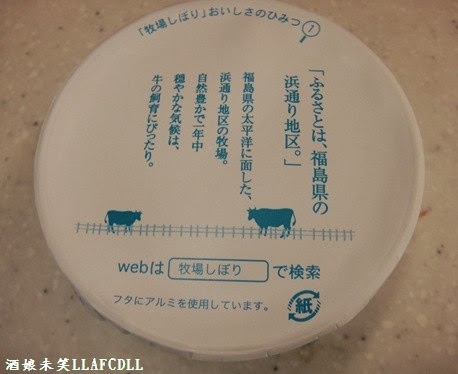 「牧場しぼり」おいしさのひみつ 1
「ふるさとは、福島県の
浜通り地区。」
福島県の太平洋に面した、
浜通り地区の牧場。
自然豊かで一年中
穏やかな気候は、
牛の飼育にぴったり。
webは 牧場しぼり で検索
フタにアルミを使用しています。
紙
酒娘未笑LLAFCDLL